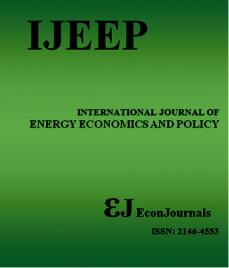 IJEEP
INTERNATIONAL JOURNAL OF
ENERGY ECONOMICS AND POLICY
EJ EconJournals
ISSN: 2146-4553